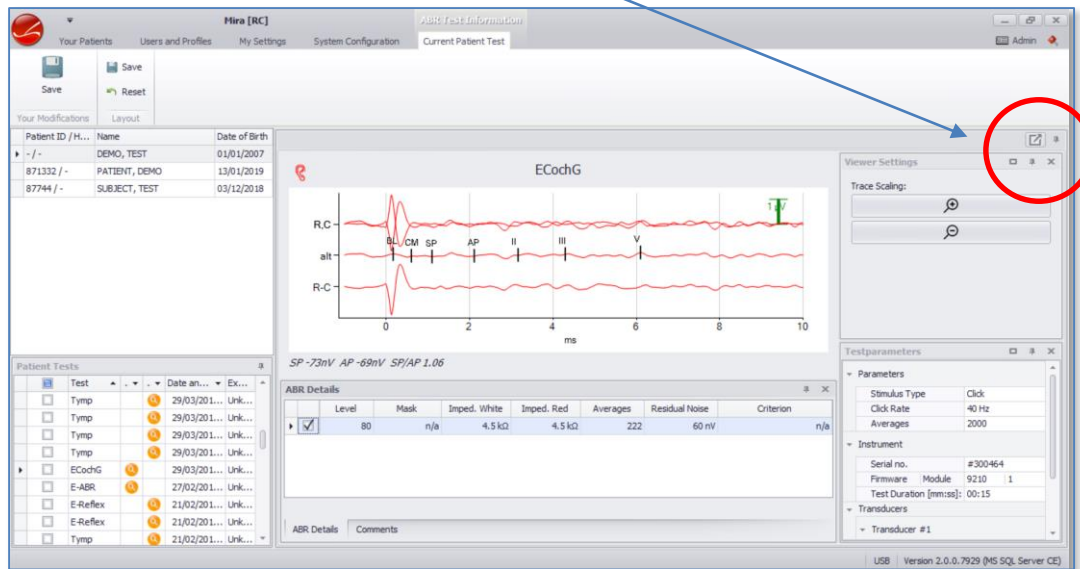 Mira [RC]
ABR Test Information
Your Patients Users and Profiles My Settings System Configuration Current Patient Test
Admin
Save
Save
Reset
Your Modifications Layout
Patient ID / H... Name Date of Birth
- / - DEMO, TEST 01/01/2007
871332 / - PATIENT, DEMO 13/01/2019
87744 / - SUBJECT, TEST 03/12/2018
ECochG
1 µV
R,C
BL CM SP AP II III V
alt
R-C
0 2 4 6 8 10
ms
SP -73nV AP -69nV SP/AP 1.06
Viewer Settings
Trace Scaling:
Patient Tests
Test Date an... Ex...
Tymp 29/03/201... Unk...
Tymp 29/03/201... Unk...
Tymp 29/03/201... Unk...
Tymp 29/03/201... Unk...
ECochG 29/03/201... Unk...
E-ABR 27/02/201... Unk...
E-Reflex 21/02/201... Unk...
E-Reflex 21/02/201... Unk...
Tymp 21/02/201... Unk...
ABR Details
Level Mask Imped. White Imped. Red Averages Residual Noise Criterion
80 n/a 4.5 kΩ 4.5 kΩ 222 60 nV n/a
ABR Details Comments
Testparameters
Parameters
Stimulus Type Click
Click Rate 40 Hz
Averages 2000
Instrument
Serial no. #300464
Firmware Module 9210 1
Test Duration [mm:ss]: 00:15
Transducers
Transducer #1
USB Version 2.0.0.7929 (MS SQL Server CE)